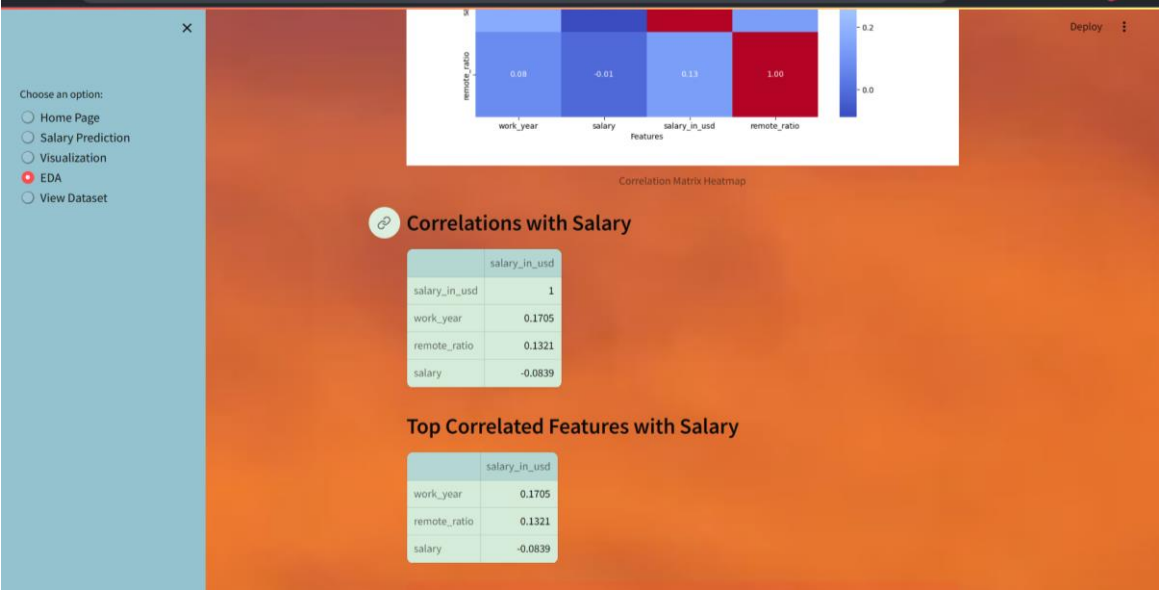 Deploy
Choose an option:
Home Page
Salary Prediction
Visualization
EDA
View Dataset
0.2
0.0
remote_ratio
0.08 -0.01 0.13 1.00
work_year salary salary_in_usd remote_ratio
Features
Correlation Matrix Heatmap
Correlations with Salary
salary_in_usd
salary_in_usd 1
work_year 0.1705
remote_ratio 0.1321
salary -0.0839
Top Correlated Features with Salary
salary_in_usd
work_year 0.1705
remote_ratio 0.1321
salary -0.0839